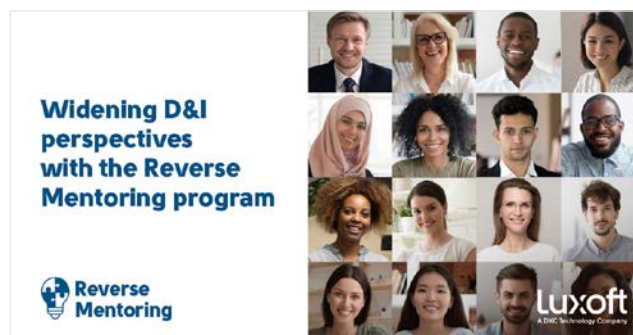 Widening D&I
perspectives
with the Reverse
Mentoring program
Reverse
Mentoring
Luxoft
A DXC Technology Company